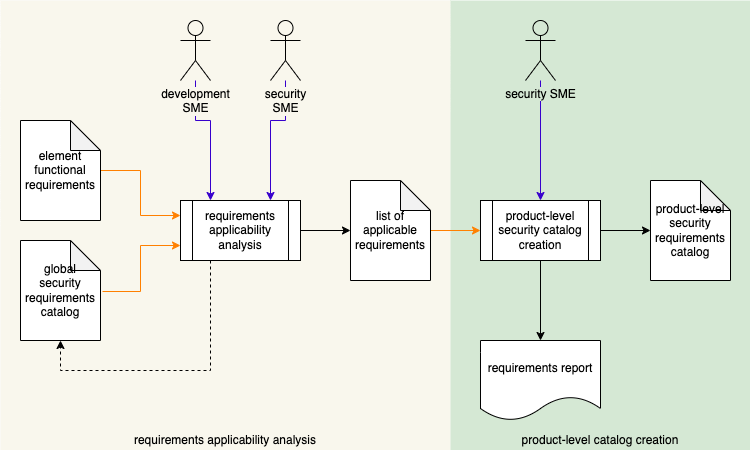 development
SME
security
SME
security SME
element
functional
requirements
requirements
applicability
analysis
list of
applicable
requirements
product-level
security catalog
creation
product-level
security
requirements
catalog
global
security
requirements
catalog
requirements report
requirements applicability analysis
product-level catalog creation